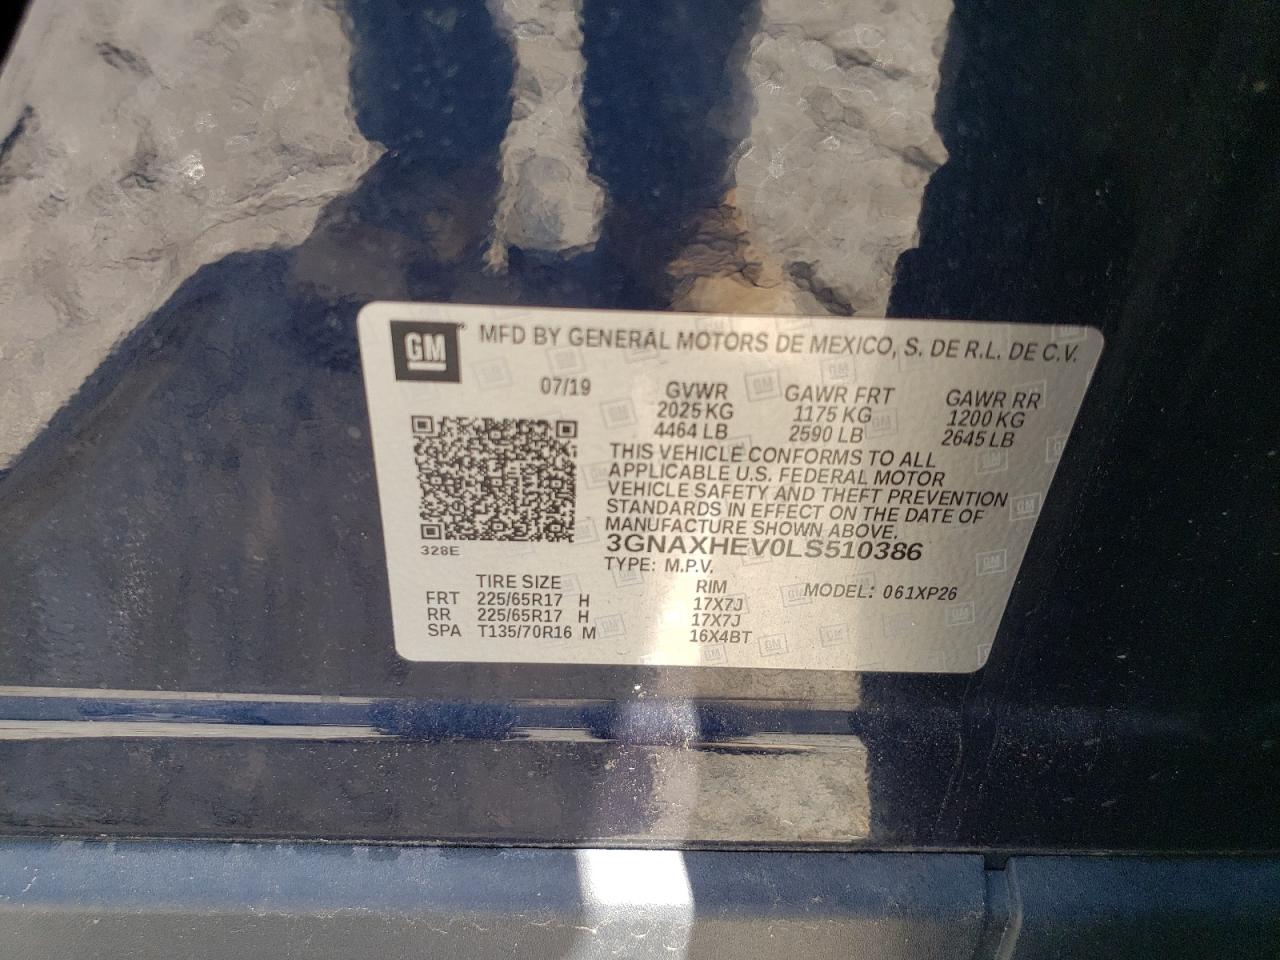 GM MFD BY GENERAL MOTORS DE MEXICO, S. DE R.L. DE C.V.
07/19 GVWR GAWR FRT GAWR RR
2025 KG 1175 KG 1200 KG
4464 LB 2590 LB 2645 LB
THIS VEHICLE CONFORMS TO ALL
APPLICABLE U.S. FEDERAL MOTOR
VEHICLE SAFETY AND THEFT PREVENTION
STANDARDS IN EFFECT ON THE DATE OF
MANUFACTURE SHOWN ABOVE.
328E 3GNAXHEV0LS510386
TYPE: M.P.V.
TIRE SIZE RIM MODEL: 061XP26
FRT 225/65R17 H 17X7J
RR 225/65R17 H 17X7J
SPA T135/70R16 M 16X4BT